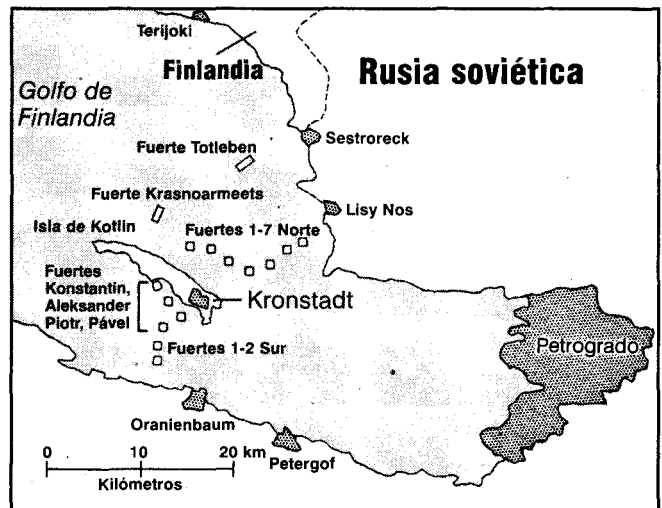 Terijoki
Finlandia
Rusia soviética
Golfo de
Finlandia
Sestroreck
Fuerte Totleben
Fuerte Krasnoarmeets
Lisy Nos
Isla de Kotlin
Fuertes 1-7 Norte
Fuertes
Konstantin,
Aleksander
Piotr, Pável
Kronstadt
Petrogrado
Fuertes 1-2 Sur
Oranienbaum
Petergof
0 10 20 km
Kilómetros